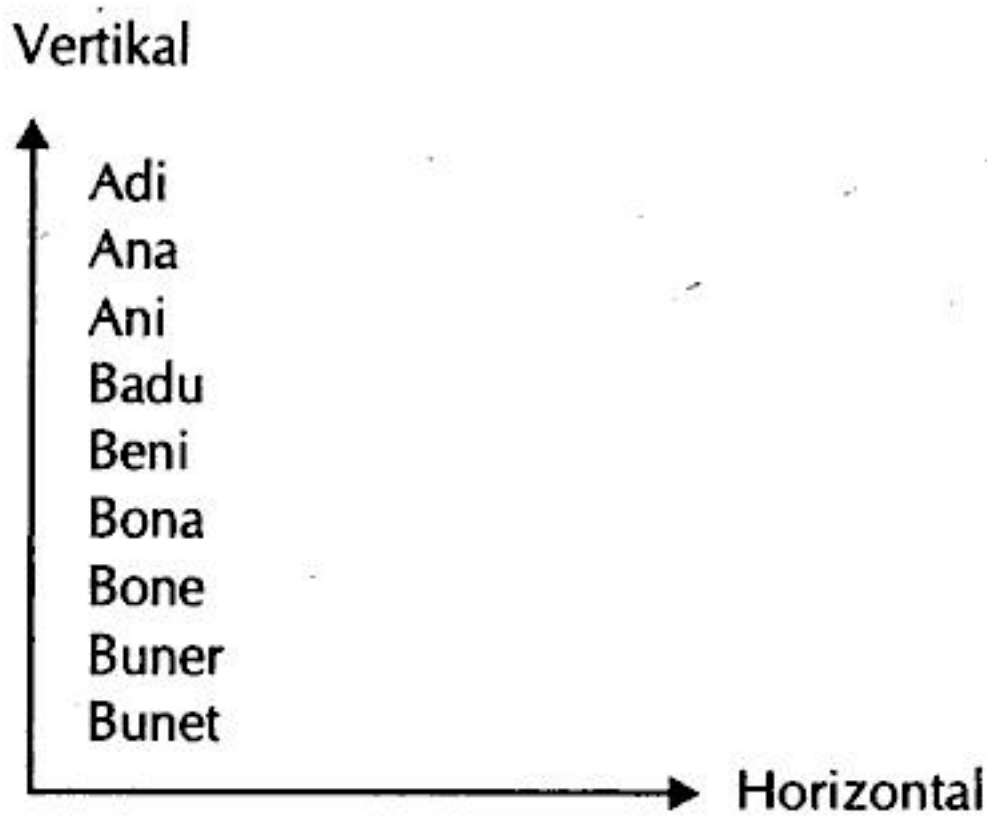 Vertikal
Adi
Ana
Ani
Badu
Beni
Bona
Bone
Buner
Bunet
Horizontal